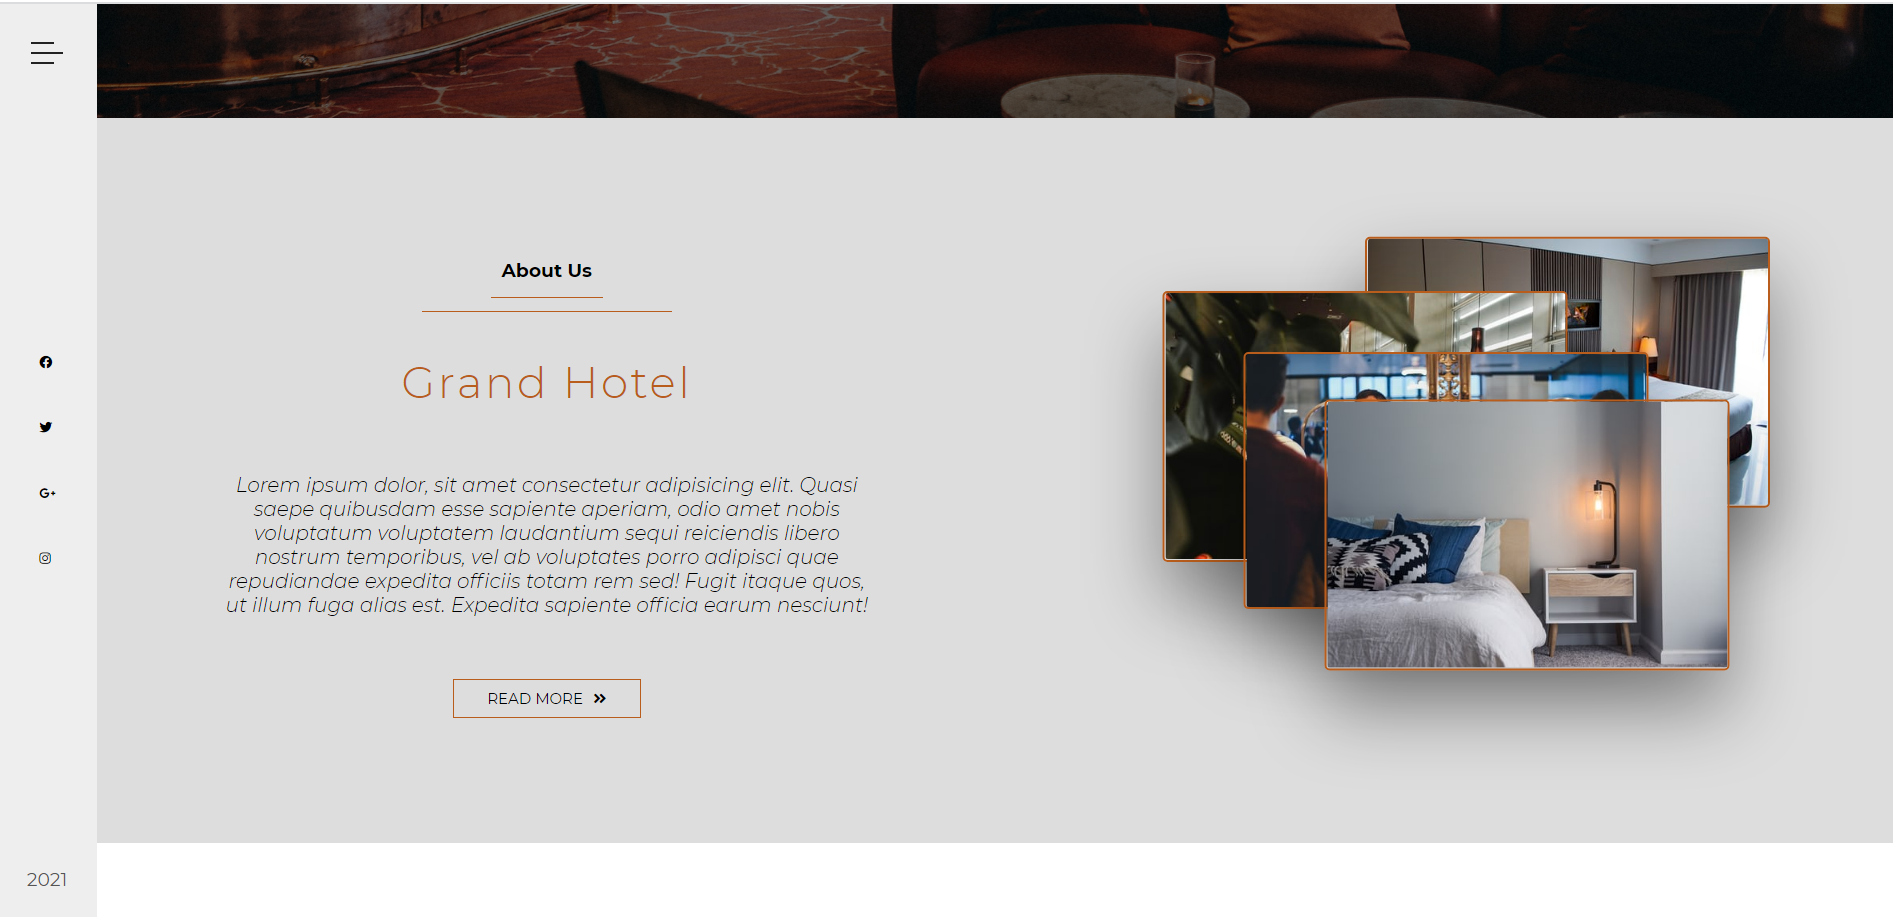 About Us
Grand Hotel
Lorem ipsum dolor, sit amet consectetur adipisicing elit. Quasi
saepe quibusdam esse sapiente aperiam, odio amet nobis
voluptatum voluptatem laudantium sequi reiciendis libero
nostrum temporibus, vel ab voluptates porro adipisci quae
repudiandae expedita officiis totam rem sed! Fugit itaque quos,
ut illum fuga alias est. Expedita sapiente officia earum nesciunt!
READ MORE
2021